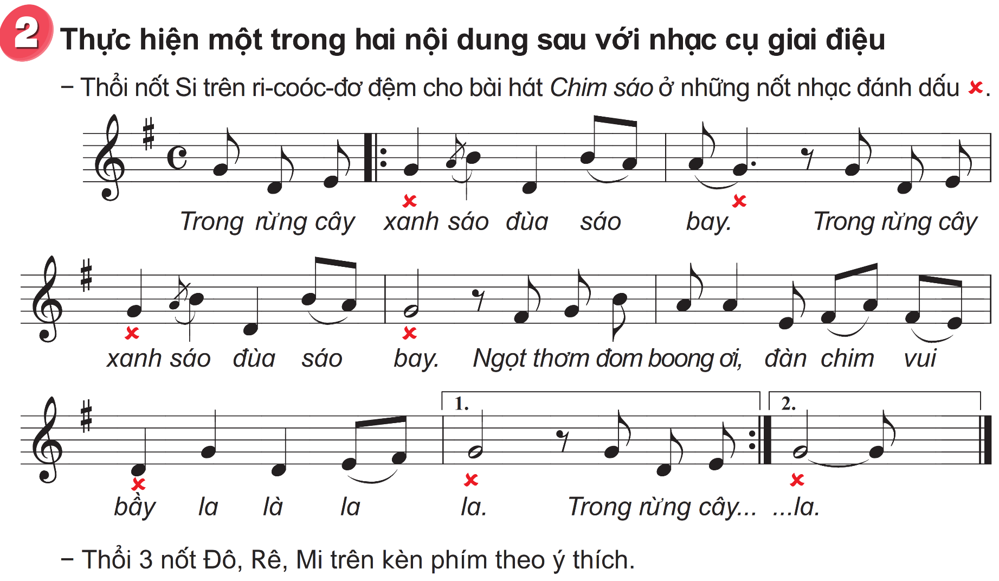 2 Thực hiện một trong hai nội dung sau với nhạc cụ giai điệu
– Thổi nốt Si trên ri-coóc-đơ đệm cho bài hát Chim sáo ở những nốt nhạc đánh dấu ✘.
Trong rừng cây xanh sáo đùa sáo bay. Trong rừng cây
xanh sáo đùa sáo bay. Ngọt thơm đom boong ơi, đàn chim vui
1. 2.
bầy la là la la. Trong rừng cây... ...la.
– Thổi 3 nốt Đô, Rê, Mi trên kèn phím theo ý thích.